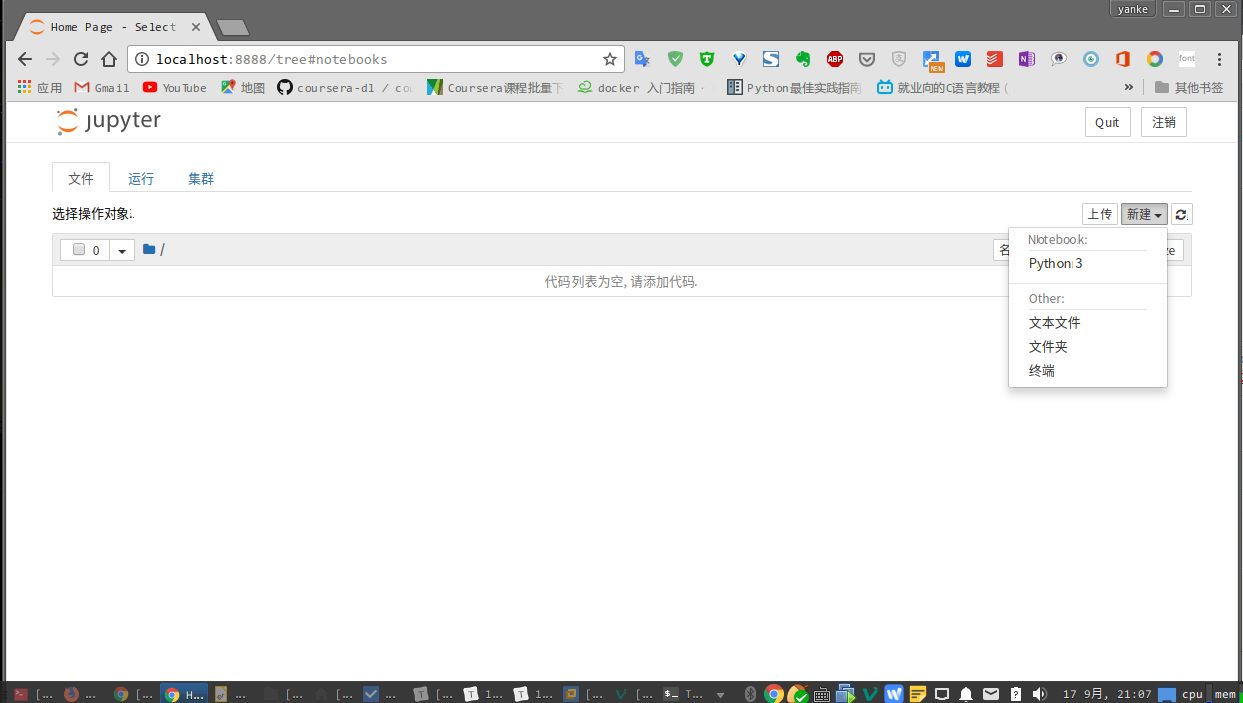 yanke
Home Page - Select
localhost:8888/tree#notebooks
ABP NEW font
应用 Gmail YouTube 地图 coursera-dl / cou Coursera课程批量下 docker 入门指南 - Python最佳实践指南 就业向的C语言教程 ( » 其他书签
jupyter Quit 注销
文件 运行 集群
选择操作对象.
上传 新建
0 / 名
Notebook:
Python 3
代码列表为空, 请添加代码.
Other:
文本文件
文件夹
终端
[... ... [... H... ... [... [... ... [... 1... 1... [... [... T... 17 9月, 21:07 cpu mem